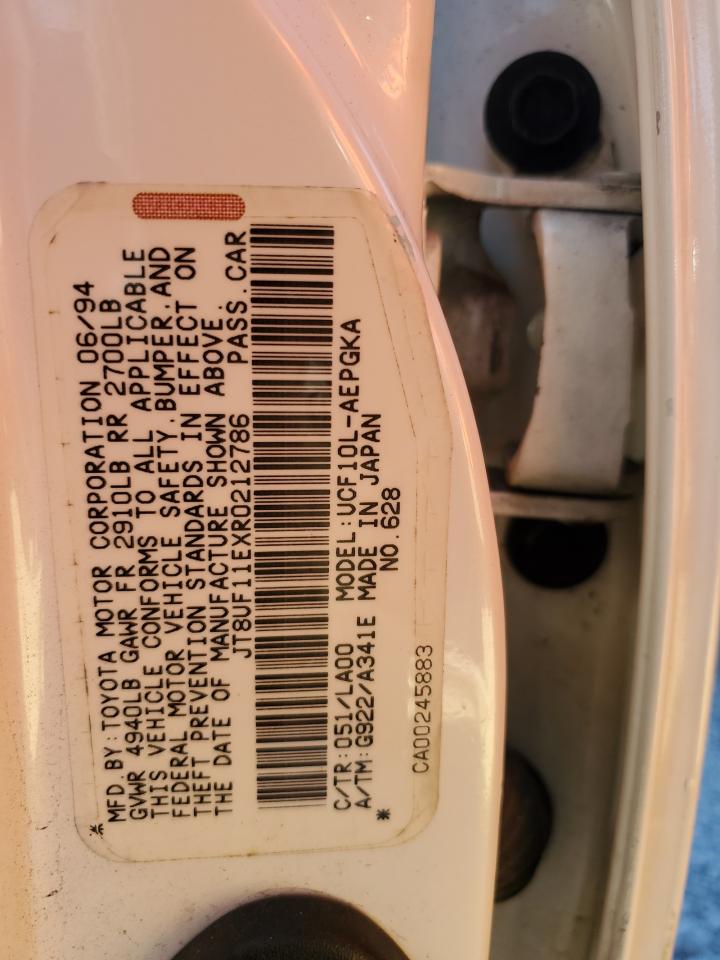 * MFD.BY:TOYOTA MOTOR CORPORATION 06/94
GVWR 4940LB GAWR FR 2910LB RR 2700LB
THIS VEHICLE CONFORMS TO ALL APPLICABLE
FEDERAL MOTOR VEHICLE SAFETY,BUMPER,AND
THEFT PREVENTION STANDARDS IN EFFECT ON
THE DATE OF MANUFACTURE SHOWN ABOVE.
JT8UF11EXR0212786 PASS.CAR
C/TR:051/LA00 MODEL:UCF10L-AEPGKA
A/TM:G922/A341E MADE IN JAPAN
* NO.628
CA00245883